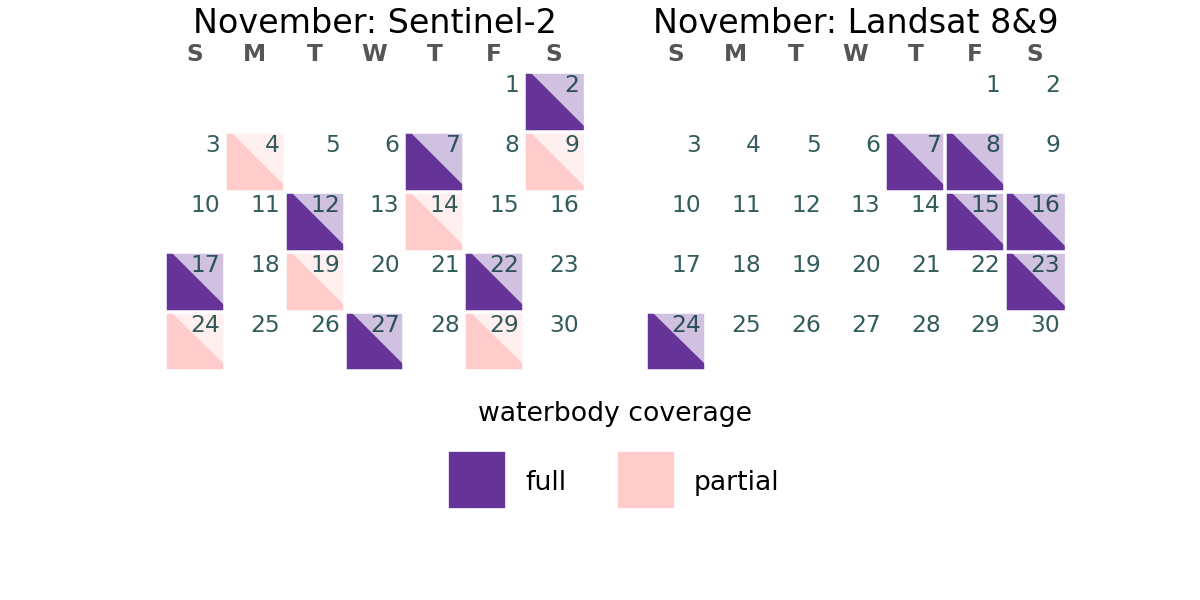 November: Sentinel-2
S M T W T F S
1 2
3 4 5 6 7 8 9
10 11 12 13 14 15 16
17 18 19 20 21 22 23
24 25 26 27 28 29 30
November: Landsat 8&9
S M T W T F S
1 2
3 4 5 6 7 8 9
10 11 12 13 14 15 16
17 18 19 20 21 22 23
24 25 26 27 28 29 30
waterbody coverage
full
partial